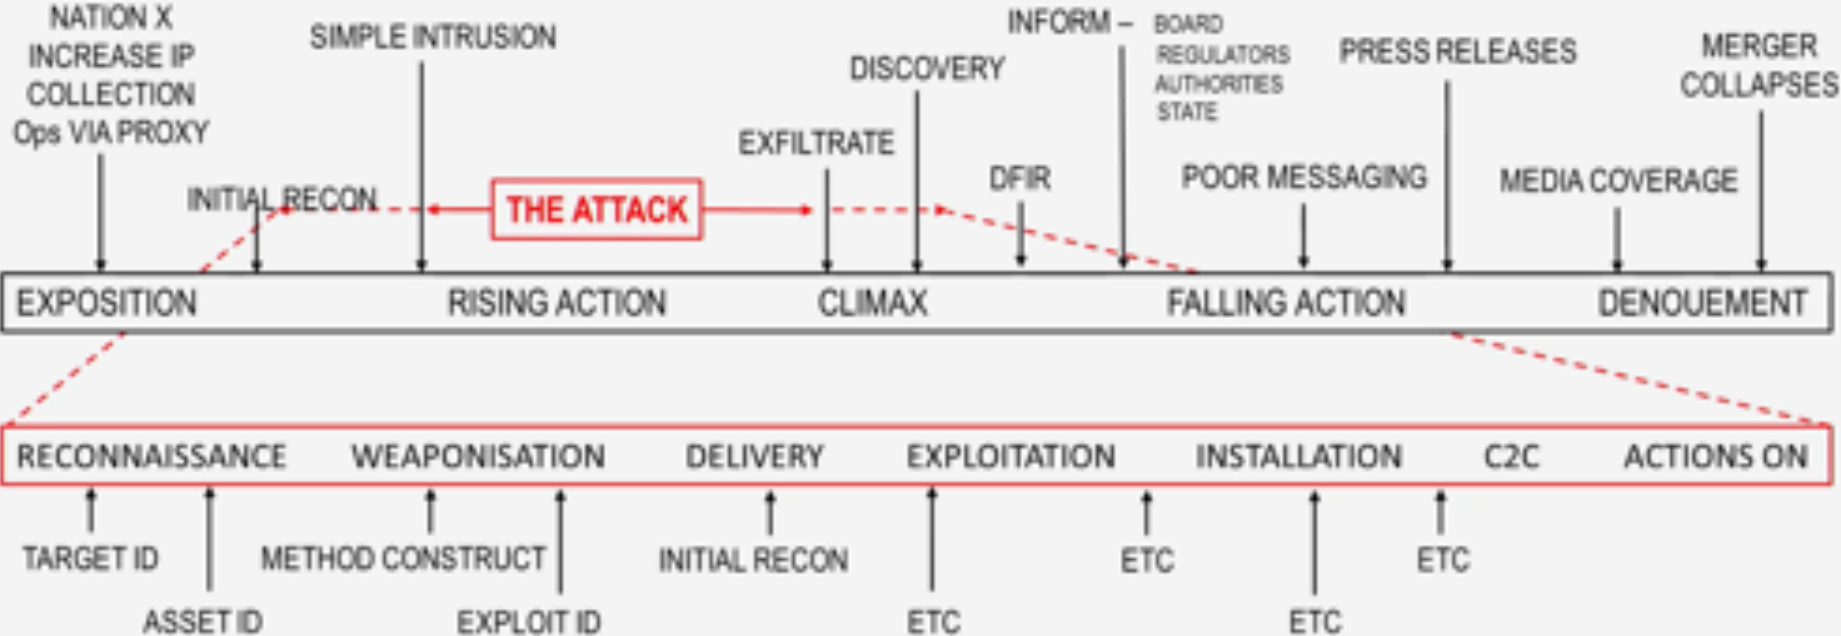 NATION X
INCREASE IP
COLLECTION
Ops VIA PROXY
INITIAL RECON
SIMPLE INTRUSION
THE ATTACK
EXFILTRATE
DISCOVERY
DFIR
INFORM – BOARD
REGULATORS
AUTHORITIES
STATE
POOR MESSAGING
PRESS RELEASES
MEDIA COVERAGE
MERGER
COLLAPSES
EXPOSITION RISING ACTION CLIMAX FALLING ACTION DENOUEMENT
RECONNAISSANCE WEAPONISATION DELIVERY EXPLOITATION INSTALLATION C2C ACTIONS ON
TARGET ID METHOD CONSTRUCT INITIAL RECON ETC ETC
ASSET ID EXPLOIT ID ETC ETC